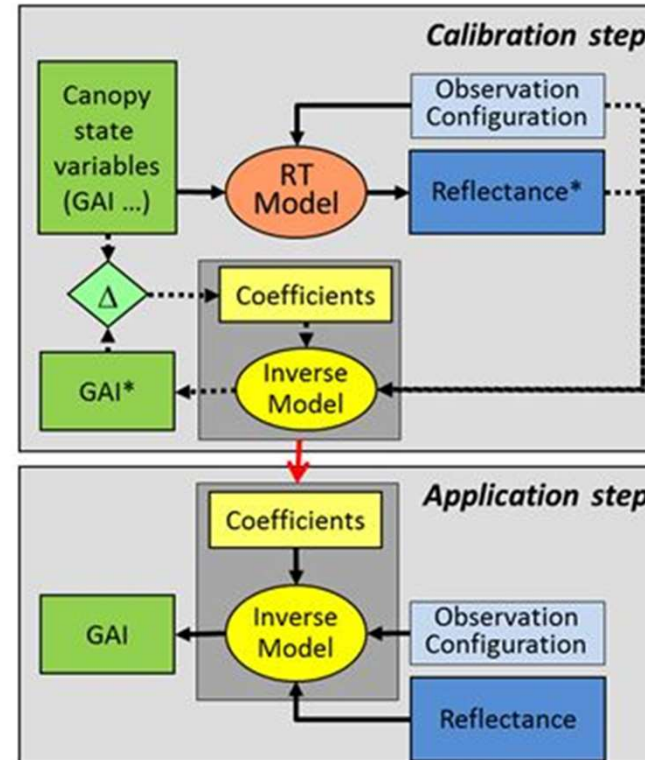 Calibration step
Canopy
state
variables
(GAI ...)
RT
Model
Observation
Configuration
Reflectance*
Δ
Coefficients
GAI*
Inverse
Model
Application step
Coefficients
GAI
Inverse
Model
Observation
Configuration
Reflectance